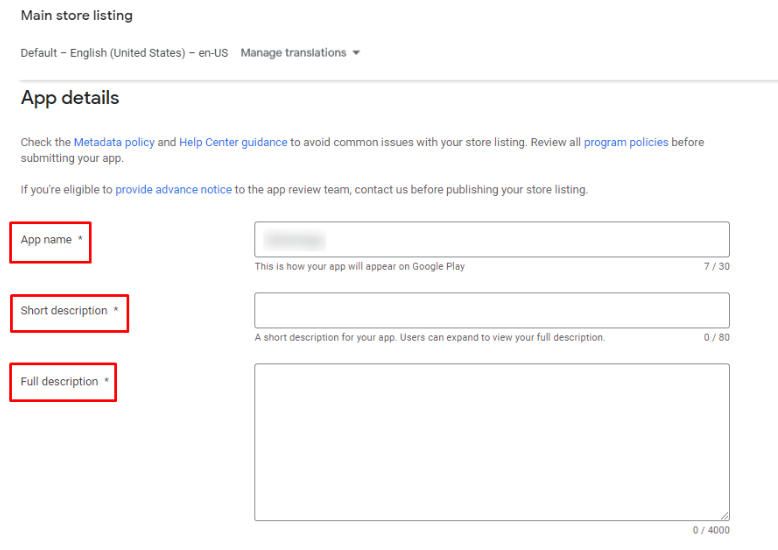 Main store listing
Default – English (United States) – en-US Manage translations
App details
Check the Metadata policy and Help Center guidance to avoid common issues with your store listing. Review all program policies before
submitting your app.
If you're eligible to provide advance notice to the app review team, contact us before publishing your store listing.
App name *
This is how your app will appear on Google Play 7 / 30
Short description *
A short description for your app. Users can expand to view your full description. 0 / 80
Full description *
0 / 4000